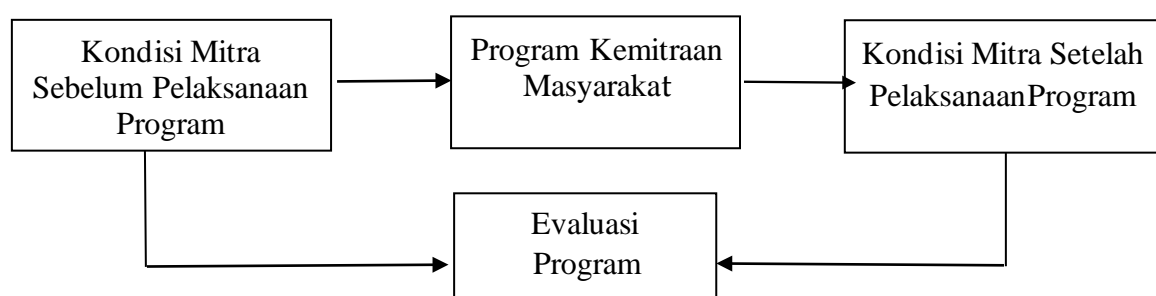 Kondisi Mitra
Sebelum Pelaksanaan
Program
Program Kemitraan
Masyarakat
Kondisi Mitra Setelah
PelaksanaanProgram
Evaluasi
Program